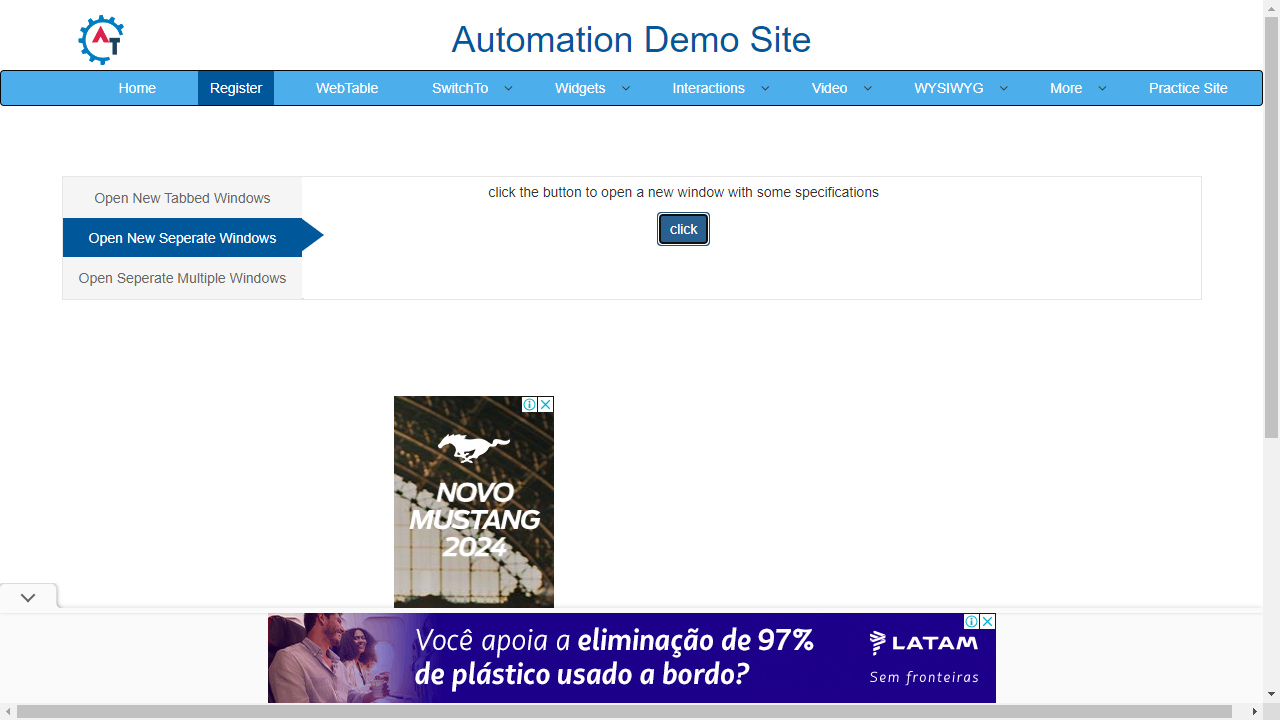 AT
Automation Demo Site
Home Register WebTable SwitchTo Widgets Interactions Video WYSIWYG More Practice Site
Open New Tabbed Windows
Open New Seperate Windows
Open Seperate Multiple Windows
click the button to open a new window with some specifications
click
NOVO
MUSTANG
2024
Você apoia a eliminação de 97%
de plástico usado a bordo?
LATAM
Sem fronteiras